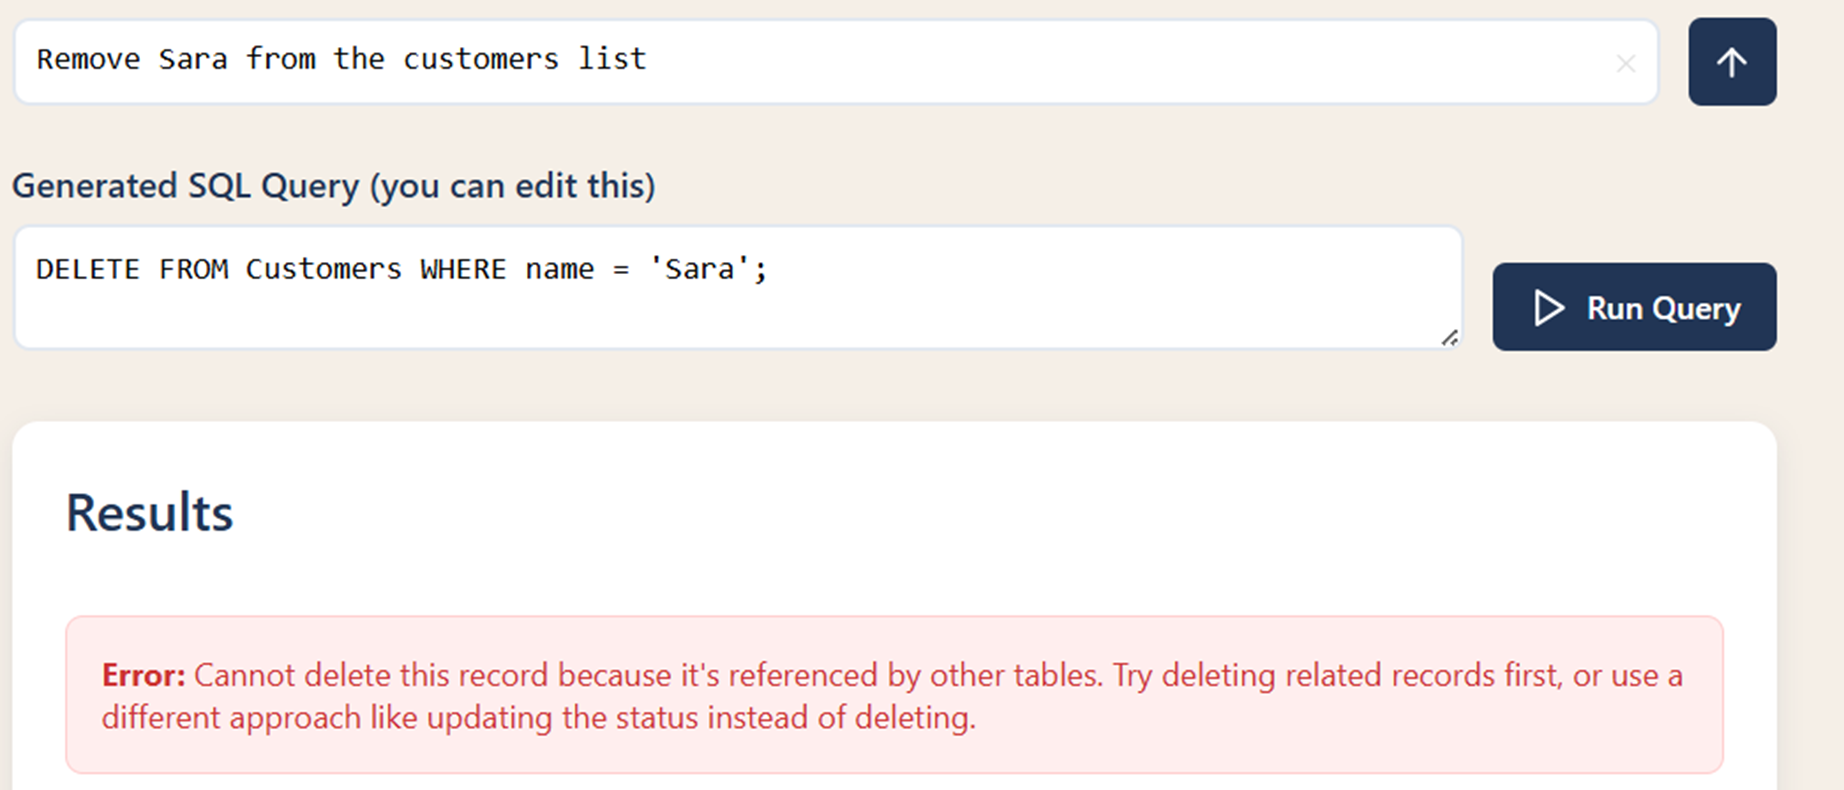 Remove Sara from the customers list
Generated SQL Query (you can edit this)
DELETE FROM Customers WHERE name = 'Sara';
Run Query
Results
Error: Cannot delete this record because it's referenced by other tables. Try deleting related records first, or use a
different approach like updating the status instead of deleting.